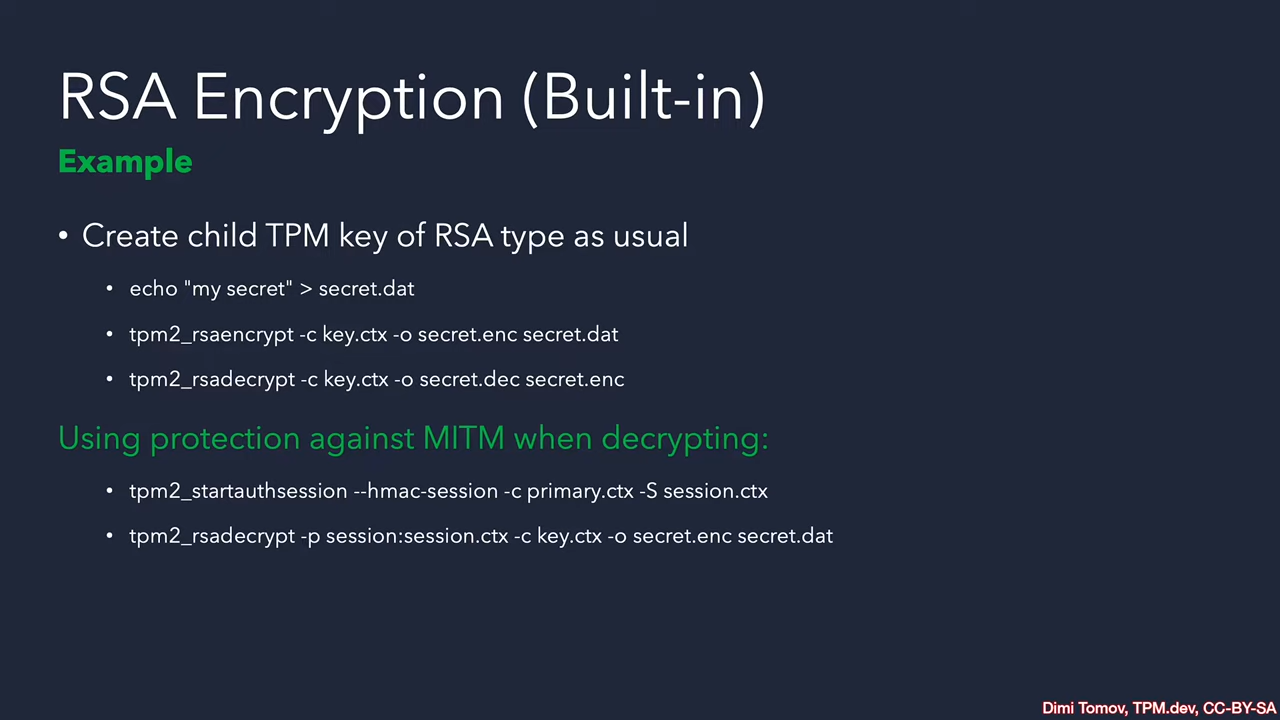 RSA Encryption (Built-in)
Example
• Create child TPM key of RSA type as usual
• echo "my secret" > secret.dat
• tpm2_rsaencrypt -c key.ctx -o secret.enc secret.dat
• tpm2_rsadecrypt -c key.ctx -o secret.dec secret.enc
Using protection against MITM when decrypting:
• tpm2_startauthsession --hmac-session -c primary.ctx -S session.ctx
• tpm2_rsadecrypt -p session:session.ctx -c key.ctx -o secret.enc secret.dat
Dimi Tomov, TPM.dev, CC-BY-SA